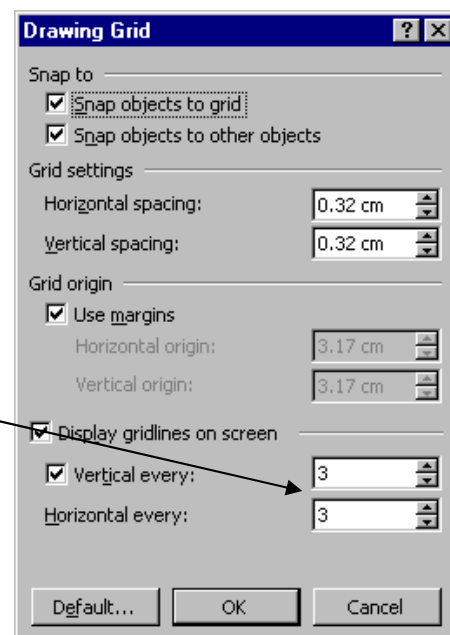 Drawing Grid ? X
Snap to
Snap objects to grid
Snap objects to other objects
Grid settings
Horizontal spacing: 0.32 cm
Vertical spacing: 0.32 cm
Grid origin
Use margins
Horizontal origin: 3.17 cm
Vertical origin: 3.17 cm
Display gridlines on screen
Vertical every: 3
Horizontal every: 3
Default... OK Cancel